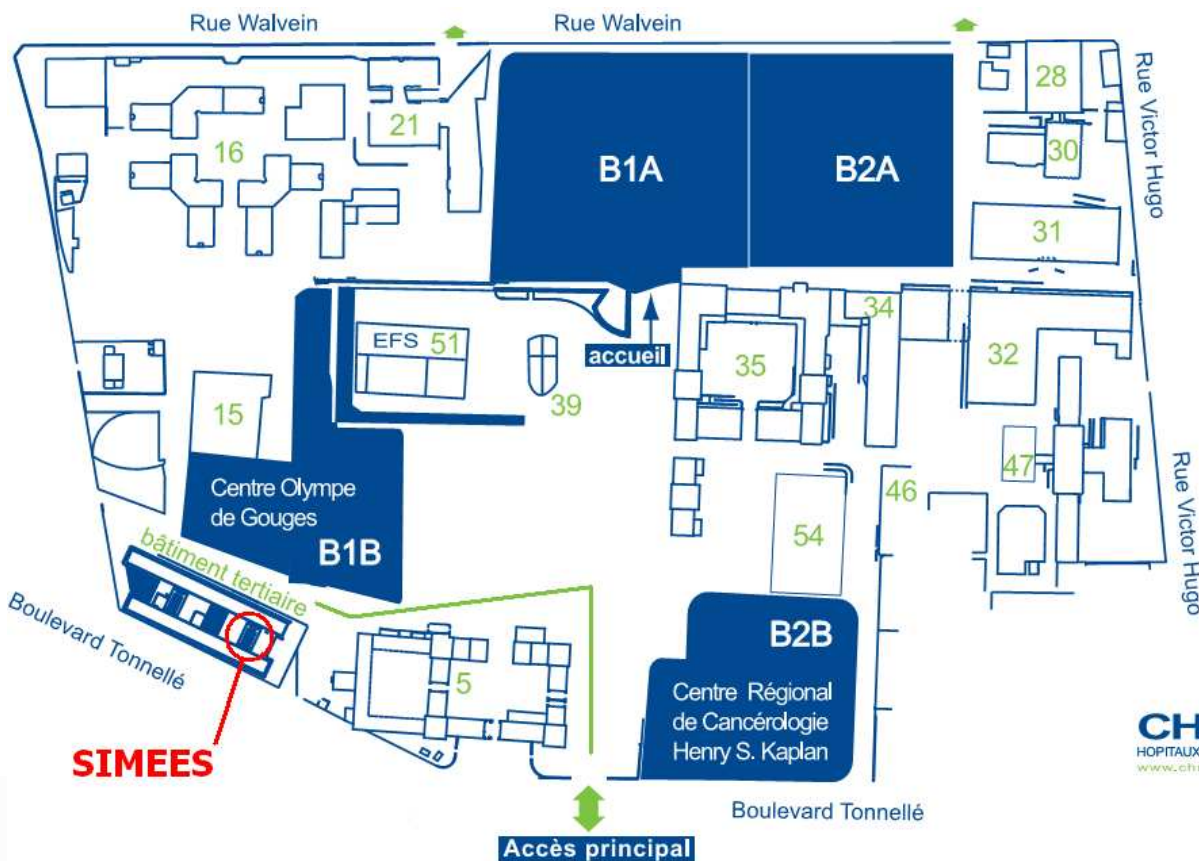 Rue Walvein
Rue Walvein
28
Rue Victor Hugo
21
16
30
B1A
B2A
31
34
EFS 51
accueil
35
32
39
15
47
46
Rue Victor Hugo
Centre Olympe
de Gouges
B1B
54
bâtiment tertiaire
Boulevard Tonnellé
B2B
5
Centre Régional
de Cancérologie
Henry S. Kaplan
SIMEES
CH
HOPITAUX
Boulevard Tonnellé
Accès principal